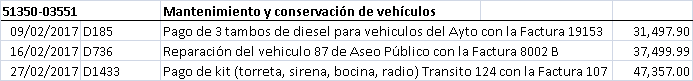 51350-03551 Mantenimiento y conservación de vehículos
09/02/2017 D185 Pago de 3 tambos de diesel para vehiculos del Ayto con la Factura 19153 31,497.90
16/02/2017 D736 Reparación del vehiculo 87 de Aseo Público con la Factura 8002 B 37,499.99
27/02/2017 D1433 Pago de kit (torreta, sirena, bocina, radio) Transito 124 con la Factura 107 47,357.00